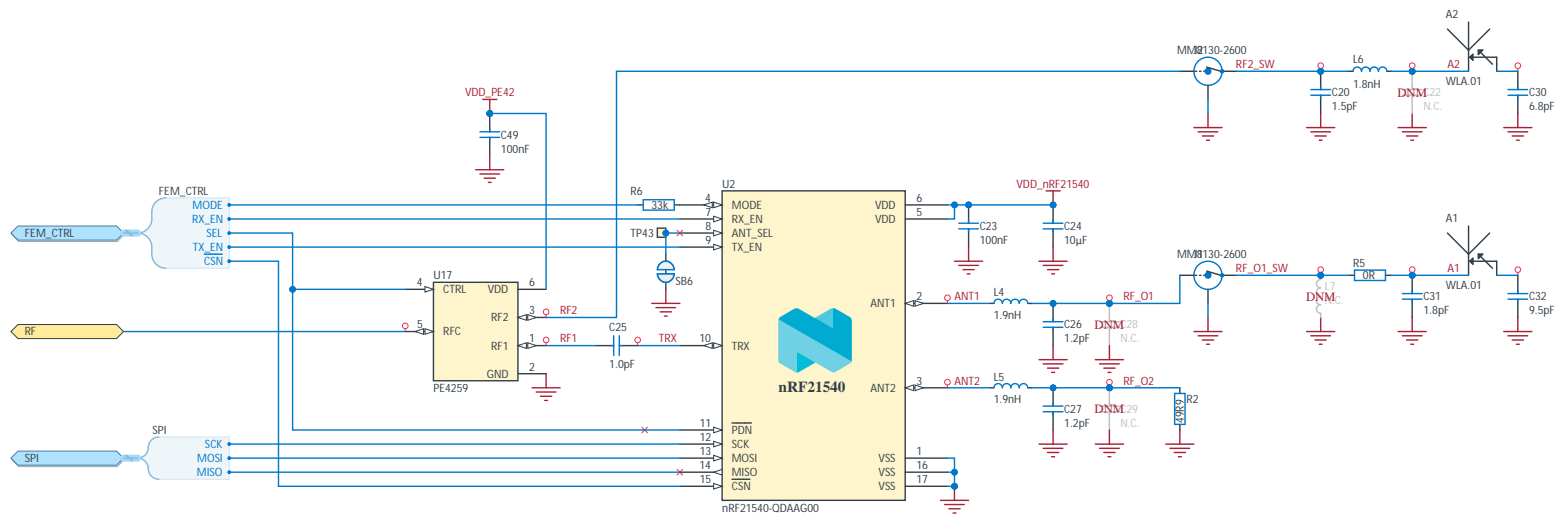 A2
MM8130-2600
RF2_SW
L6
1.8nH
A2
WLA.01
C20
1.5pF
DNM
C22
N.C.
C30
6.8pF
VDD_PE42
C49
100nF
FEM_CTRL
MODE
RX_EN
SEL
TX_EN
CSN
FEM_CTRL
R6
33k
TP43
SB6
U2
4
MODE
7
RX_EN
8
ANT_SEL
9
TX_EN
VDD
6
VDD
5
VDD_nRF21540
C23
100nF
C24
10µF
A1
MM8130-2600
RF_O1_SW
R5
0R
A1
WLA.01
L7
DNM
N.C.
C31
1.8pF
C32
9.5pF
U17
4
CTRL
VDD
6
RF2
3
RF2
5
RFC
RF1
1
RF1
GND
2
PE4259
RF
C25
1.0pF
TRX
10
TRX
ANT1
2
ANT1
L4
1.9nH
RF_O1
C26
1.2pF
DNM
C28
N.C.
nRF21540
ANT2
3
ANT2
L5
1.9nH
RF_O2
C27
1.2pF
DNM
C29
N.C.
R2
49R9
SPI
SCK
MOSI
MISO
SPI
11
PDN
12
SCK
13
MOSI
14
MISO
15
CSN
VSS
1
VSS
16
VSS
17
nRF21540-QDAAG00